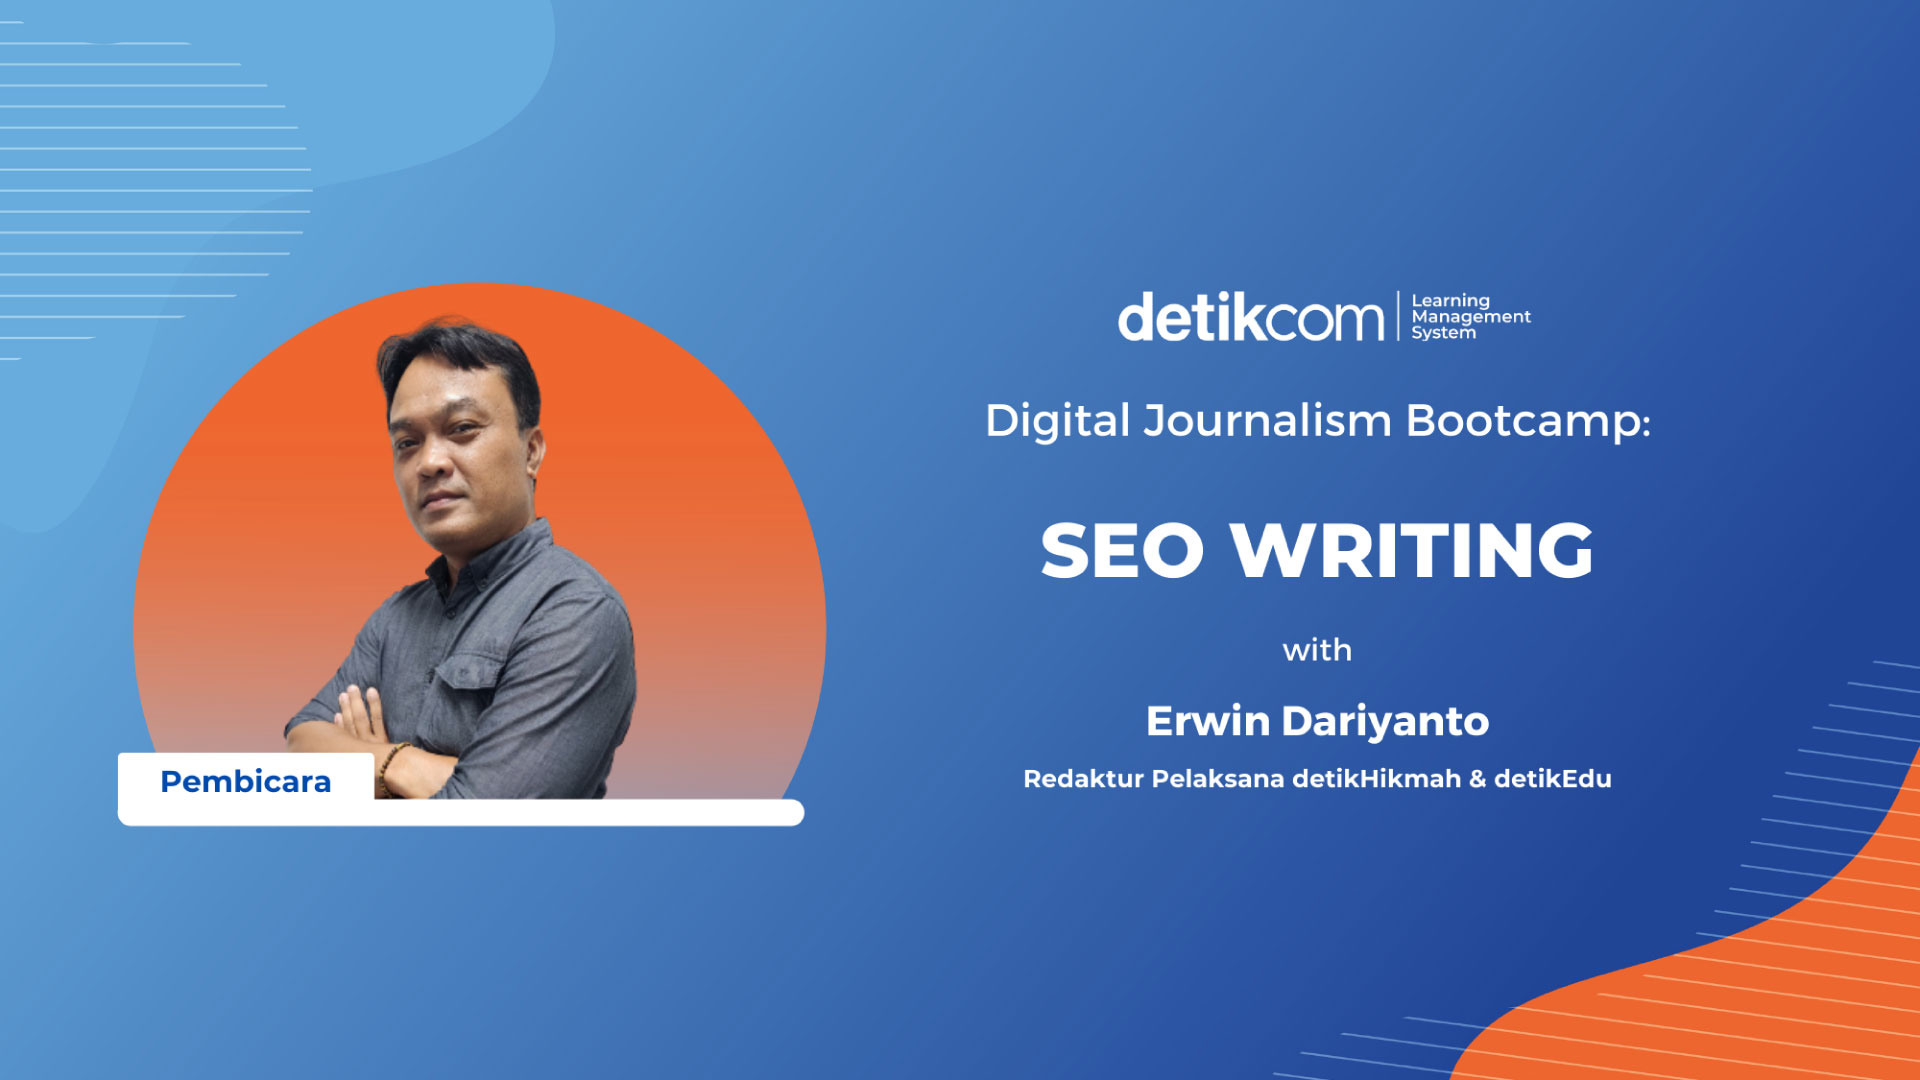 detikcom
Learning
Management
System
Digital Journalism Bootcamp:
SEO WRITING
with
Erwin Dariyanto
Redaktur Pelaksana detikHikmah & detikEdu
Pembicara